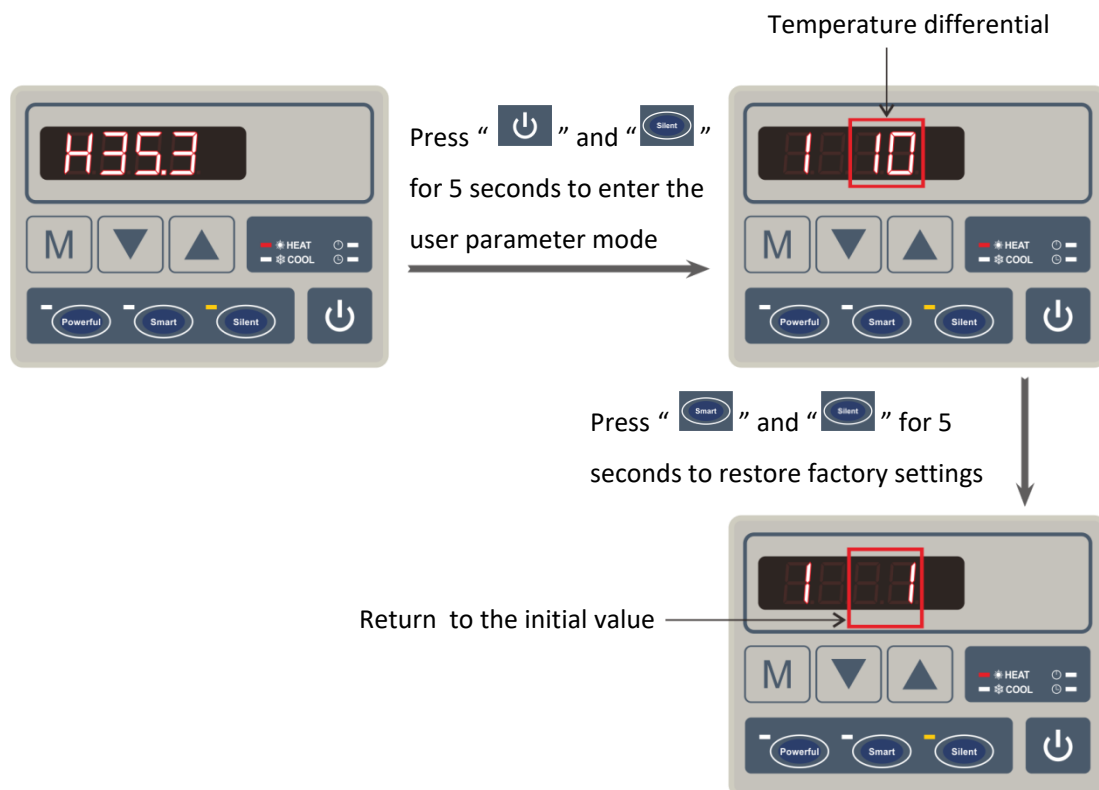 Temperature differential
H35.3
Press “ ⏻ ” and “ Silent ”
for 5 seconds to enter the
user parameter mode
1 10
M
HEAT
COOL
Powerful Smart Silent
M
HEAT
COOL
Powerful Smart Silent
Press “ Smart ” and “ Silent ” for 5
seconds to restore factory settings
1 1
Return to the initial value
M
HEAT
COOL
Powerful Smart Silent